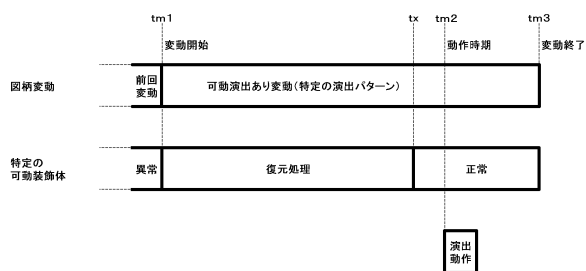 tm1
tx
tm2
tm3
変動開始
動作時期
変動終了
図柄変動
前回
変動
可動演出あり変動(特定の演出パターン)
特定の
可動装飾体
異常
復元処理
正常
演出
動作